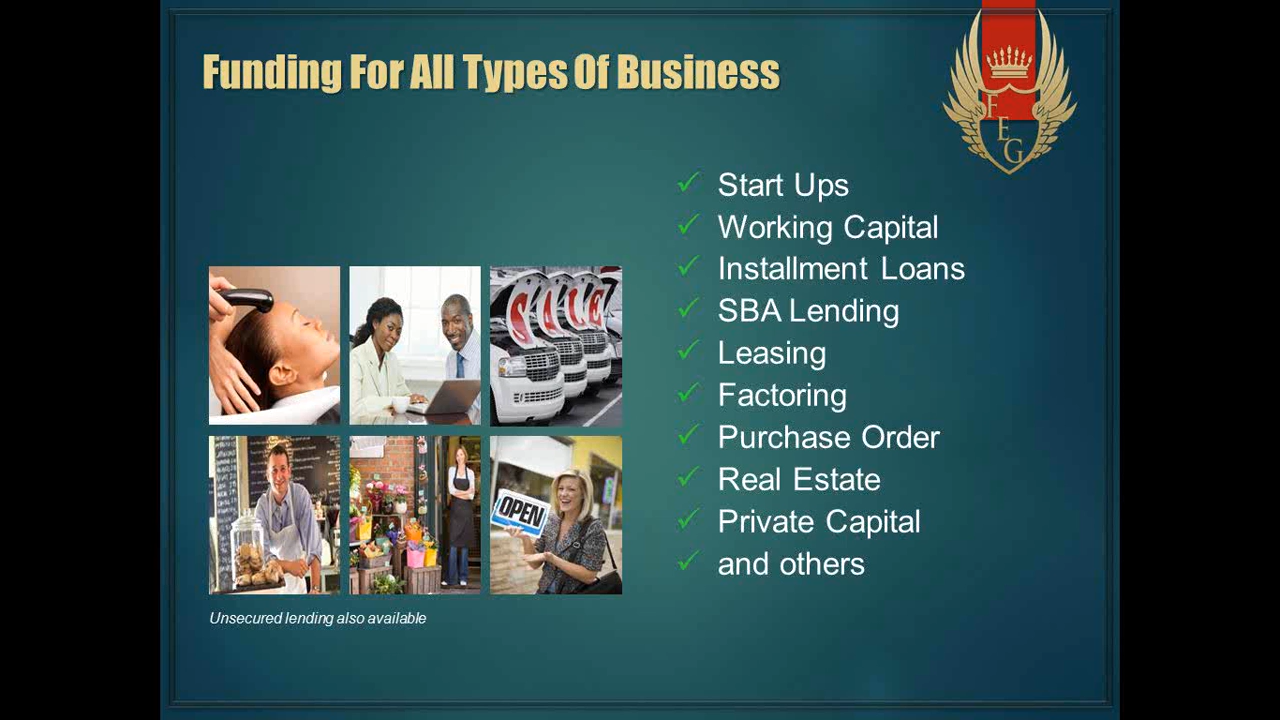 Funding For All Types Of Business
F
E
G
Start Ups
Working Capital
Installment Loans
SBA Lending
Leasing
Factoring
Purchase Order
Real Estate
Private Capital
and others
SALE
OPEN
Unsecured lending also available